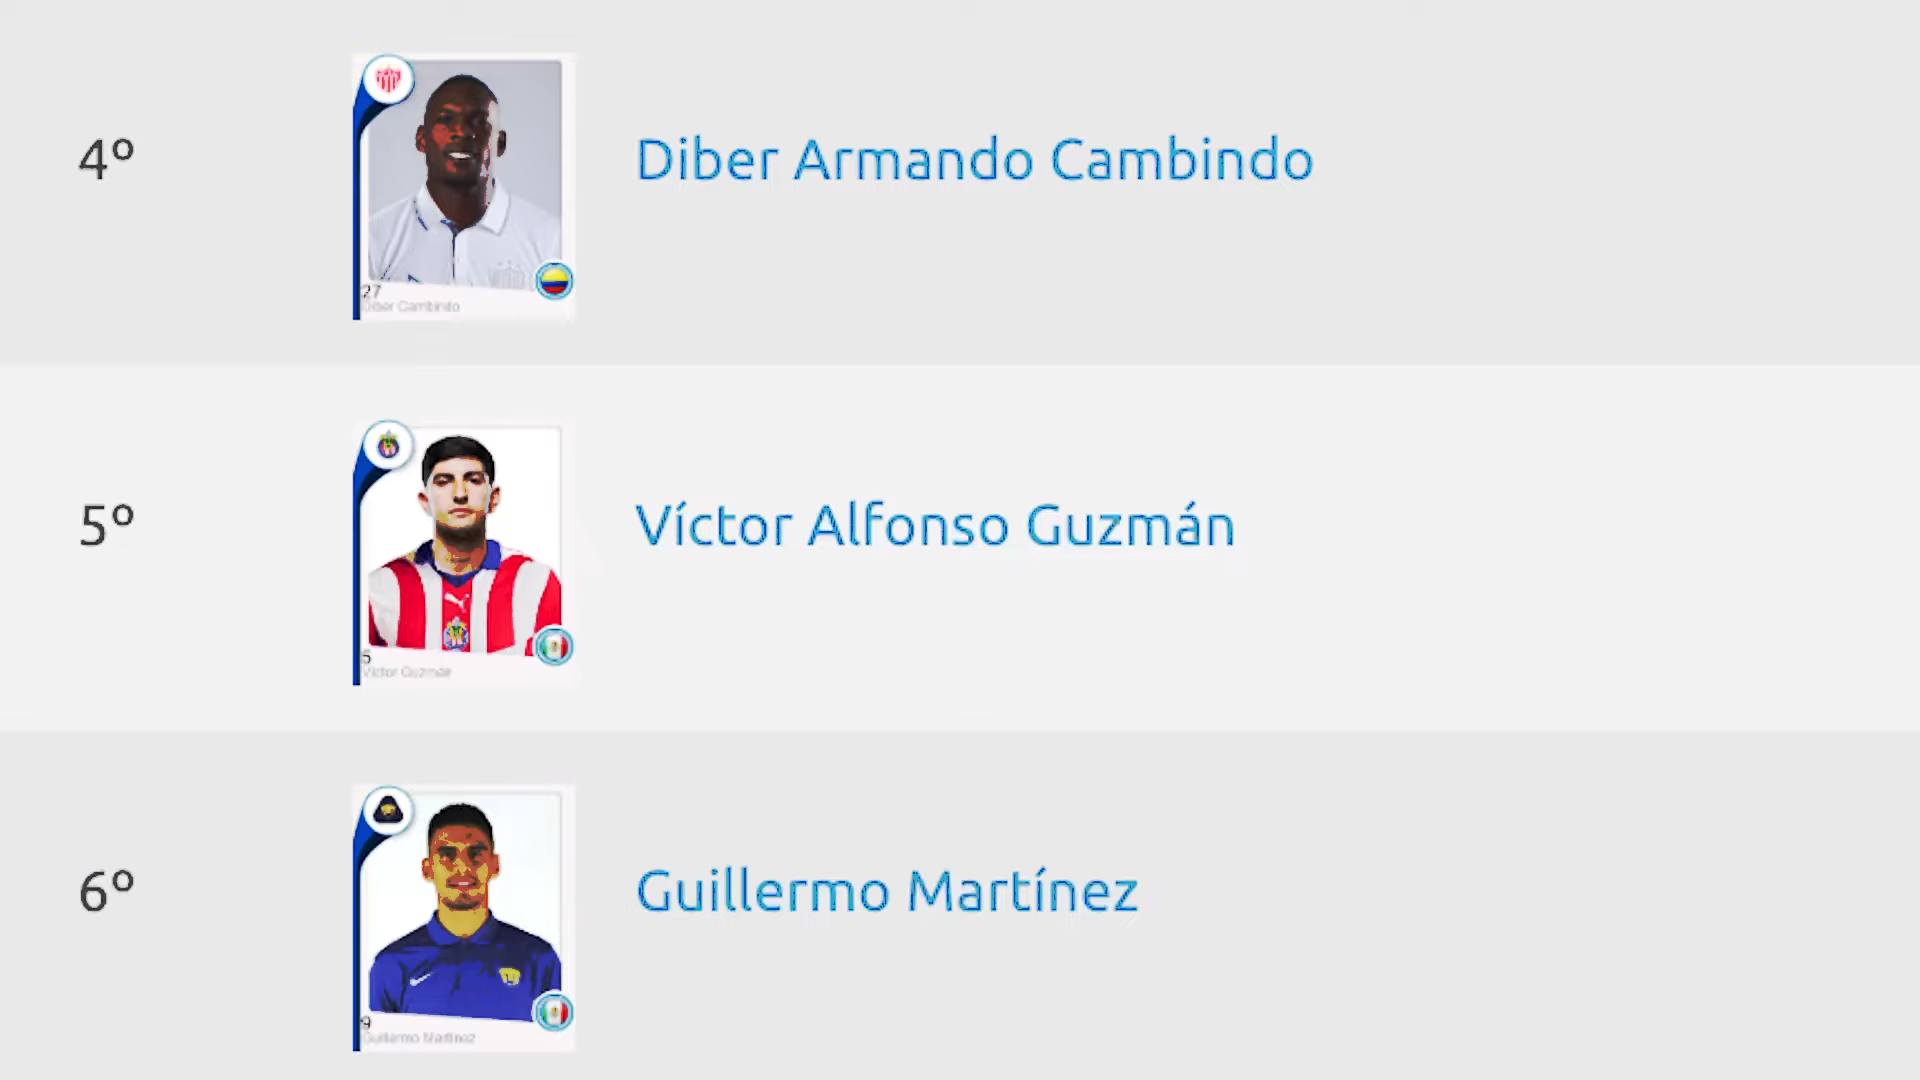 4º
Diber Armando Cambindo
27
Diber Cambindo
5º
Víctor Alfonso Guzmán
5
Víctor Guzmán
6º
Guillermo Martínez
9
Guillermo Martínez